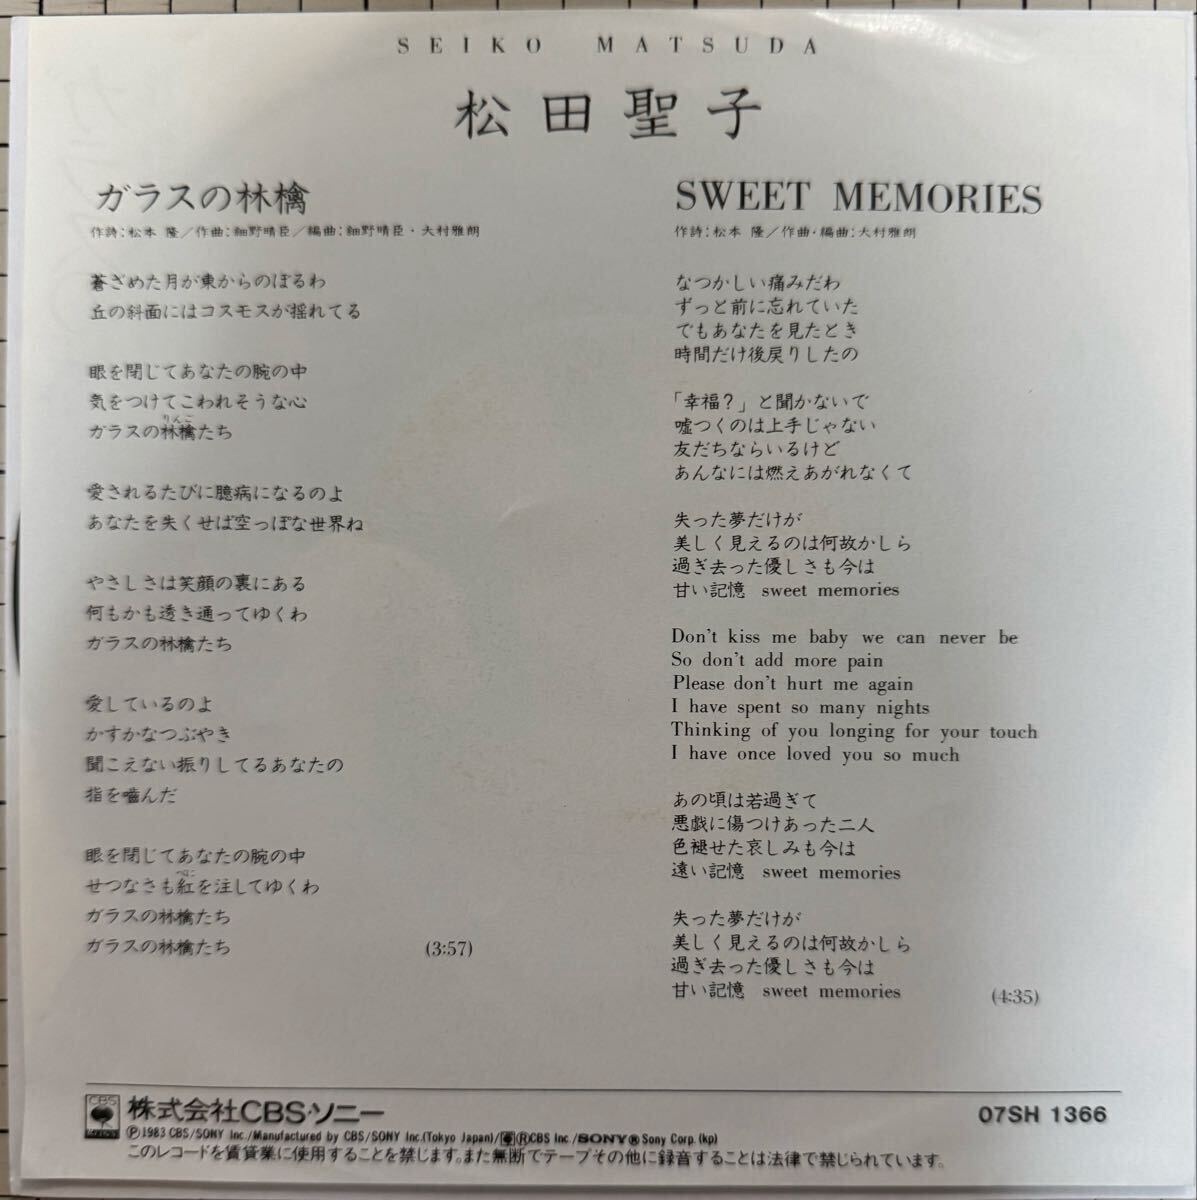 SEIKO MATSUDA
松田聖子
ガラスの林檎
作詩:松本 隆/作曲:細野晴臣/編曲:細野晴臣・大村雅朗
蒼ざめた月が東からのぼるわ
丘の斜面にはコスモスが揺れてる
眼を閉じてあなたの腕の中
気をつけてこわれそうな心
りんご
ガラスの林檎たち
愛されるたびに臆病になるのよ
あなたを失くせば空っぽな世界ね
やさしさは笑顔の裏にある
何もかも透き通ってゆくわ
ガラスの林檎たち
愛しているのよ
かすかなつぶやき
聞こえない振りしてるあなたの
指を嚙んだ
眼を閉じてあなたの腕の中
べに
せつなさも紅を注してゆくわ
ガラスの林檎たち
ガラスの林檎たち (3:57)
SWEET MEMORIES
作詩:松本 隆/作曲・編曲:大村雅朗
なつかしい痛みだわ
ずっと前に忘れていた
でもあなたを見たとき
時間だけ後戻りしたの
「幸福?」と聞かないで
嘘つくのは上手じゃない
友だちならいるけど
あんなには燃えあがれなくて
失った夢だけが
美しく見えるのは何故かしら
過ぎ去った優しさも今は
甘い記憶 sweet memories
Don't kiss me baby we can never be
So don't add more pain
Please don't hurt me again
I have spent so many nights
Thinking of you longing for your touch
I have once loved you so much
あの頃は若過ぎて
悪戯に傷つけあった二人
色褪せた哀しみも今は
遠い記憶 sweet memories
失った夢だけが
美しく見えるのは何故かしら
過ぎ去った優しさも今は
甘い記憶 sweet memories (4:35)
CBS
株式会社CBS・ソニー
07SH 1366
Ⓟ1983 CBS/SONY Inc./Manufactured by CBS/SONY Inc.(Tokyo Japan)/®CBS Inc./SONY®Sony Corp.(kp)
このレコードを賃貸業に使用することを禁じます。また無断でテープその他に録音することは法律で禁じられています。